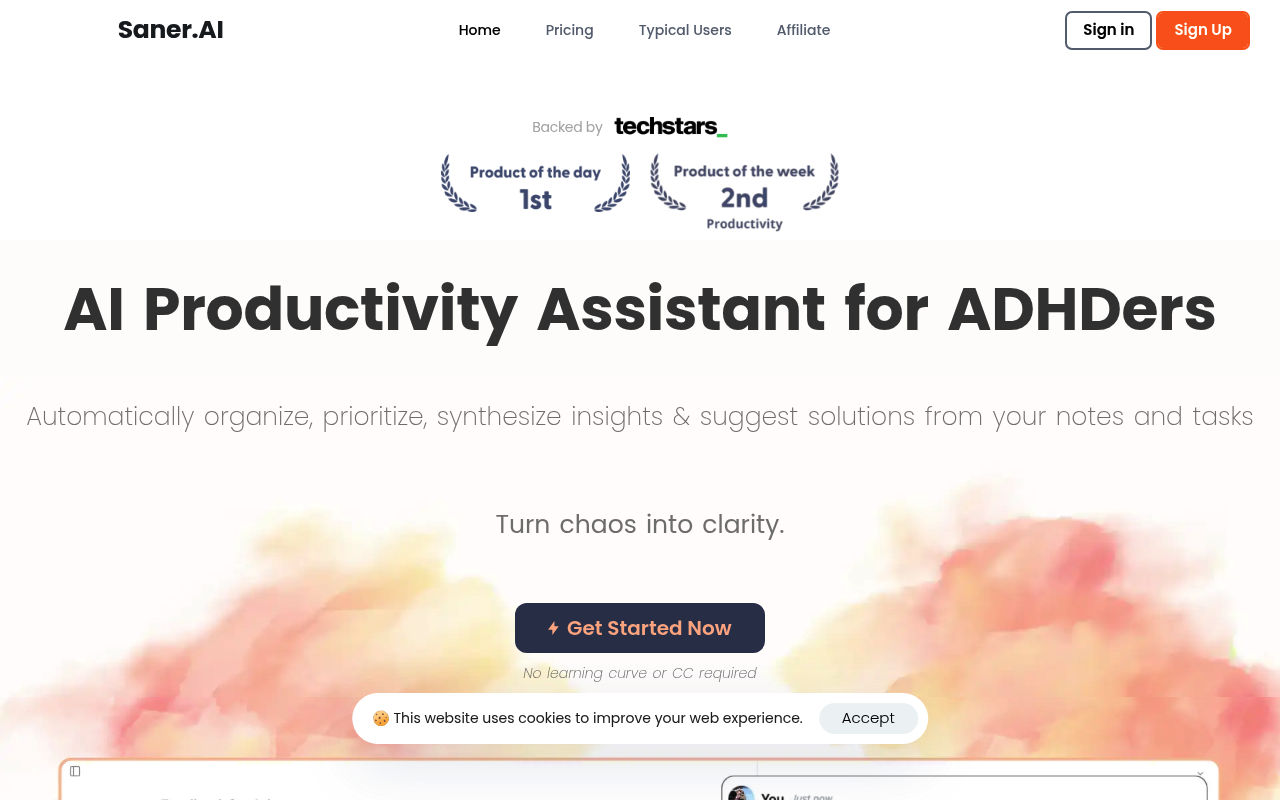 Saner.AI
Home Pricing Typical Users Affiliate
Sign in Sign Up
Backed by techstars_
Product of the day
1st
Product of the week
2nd
Productivity
AI Productivity Assistant for ADHDers
Automatically organize, prioritize, synthesize insights & suggest solutions from your notes and tasks
Turn chaos into clarity.
Get Started Now
No learning curve or CC required
This website uses cookies to improve your web experience. Accept
You Just now